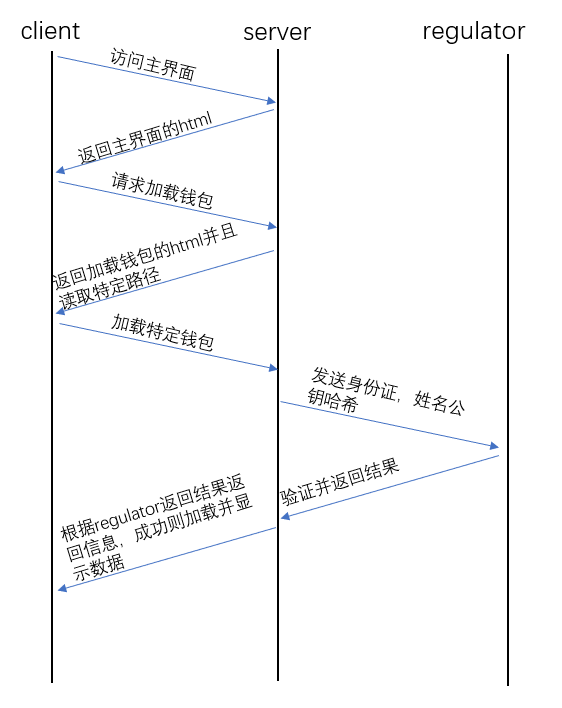 client
server
regulator
访问主界面
返回主界面的html
请求加载钱包
返回加载钱包的html并且
读取特定路径
加载特定钱包
发送身份证，姓名公
钥哈希
验证并返回结果
根据regulator返回结果返
回信息，成功则加载并显
示数据